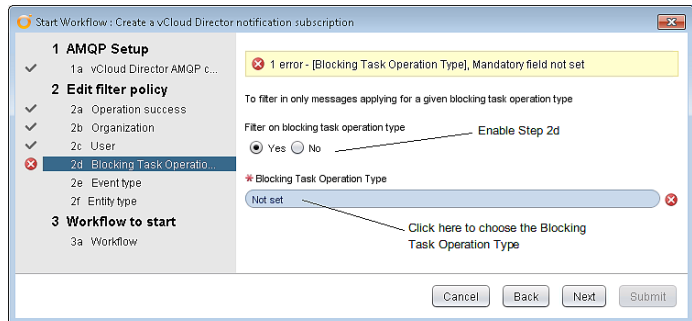 Start Workflow : Create a vCloud Director notification subscription
1 AMQP Setup
1a vCloud Director AMQP c...
2 Edit filter policy
2a Operation success
2b Organization
2c User
2d Blocking Task Operatio...
2e Event type
2f Entity type
3 Workflow to start
3a Workflow
1 error - [Blocking Task Operation Type], Mandatory field not set
To filter in only messages applying for a given blocking task operation type
Filter on blocking task operation type
Yes No
Enable Step 2d
* Blocking Task Operation Type
Not set
Click here to choose the Blocking
Task Operation Type
Cancel Back Next Submit